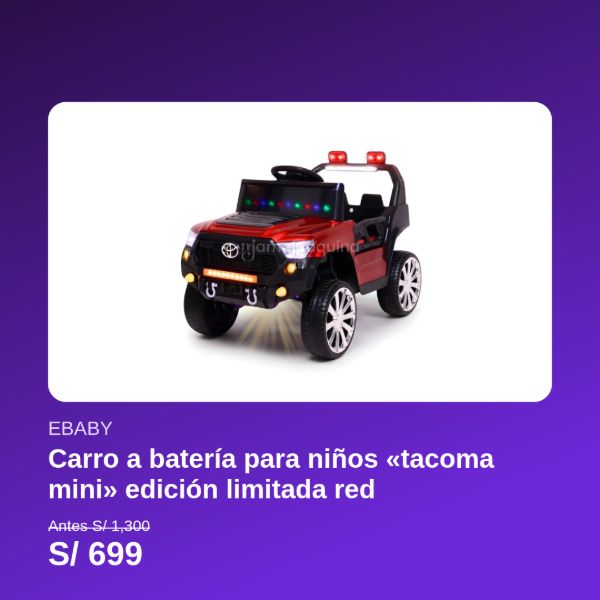 EBABY
Carro a batería para niños «tacoma
mini» edición limitada red
Antes S/ 1,300
S/ 699